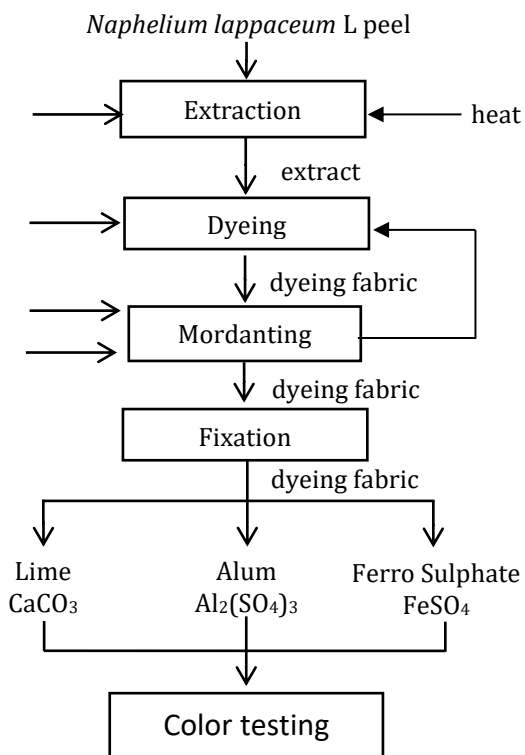 Naphelium lappaceum L peel
Extraction
heat
extract
Dyeing
dyeing fabric
Mordanting
dyeing fabric
Fixation
dyeing fabric
Lime
CaCO₃
Alum
Al₂(SO₄)₃
Ferro Sulphate
FeSO₄
Color testing